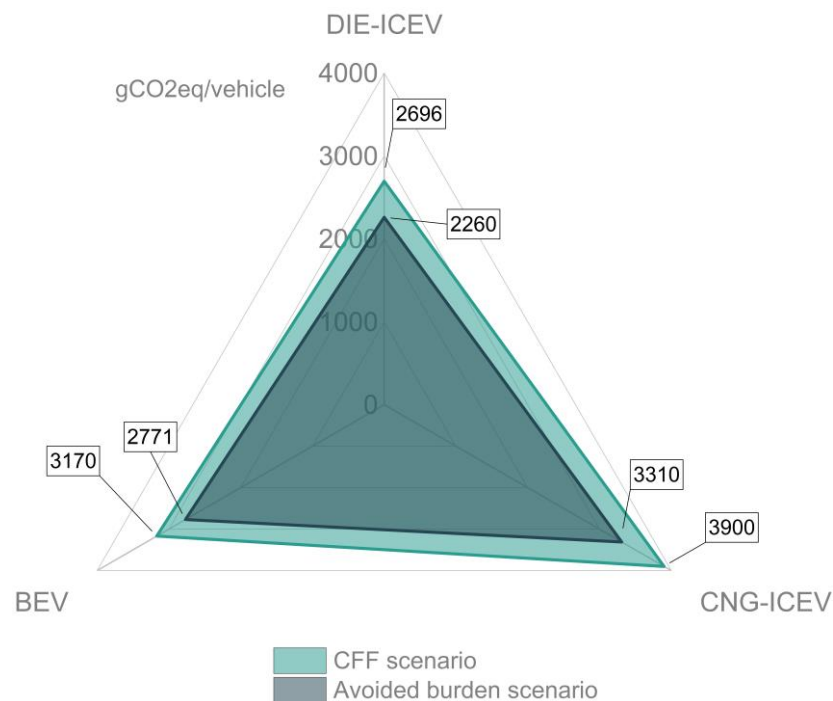 DIE-ICEV
4000
gCO2eq/vehicle
2696
3000
2260
2000
1000
0
2771
3170
3310
3900
BEV
CNG-ICEV
CFF scenario
Avoided burden scenario